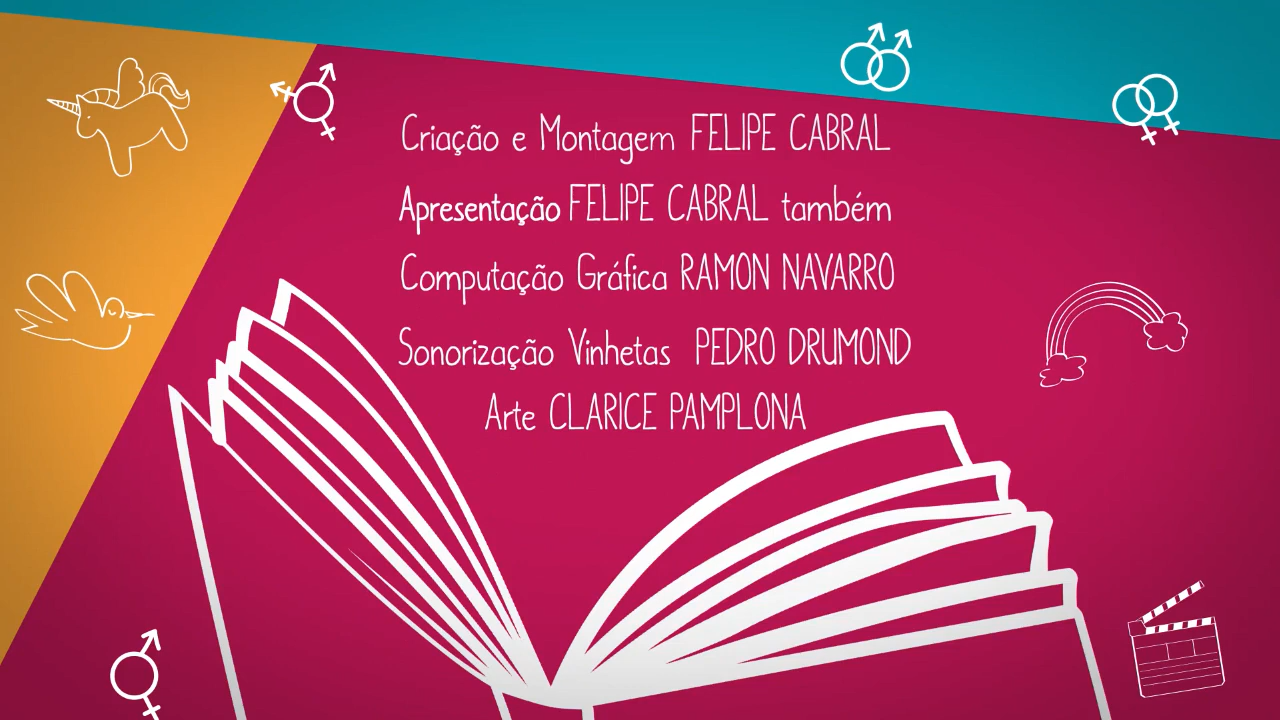 Criação e Montagem FELIPE CABRAL
Apresentação FELIPE CABRAL também
Computação Gráfica RAMON NAVARRO
Sonorização Vinhetas PEDRO DRUMOND
Arte CLARICE PAMPLONA